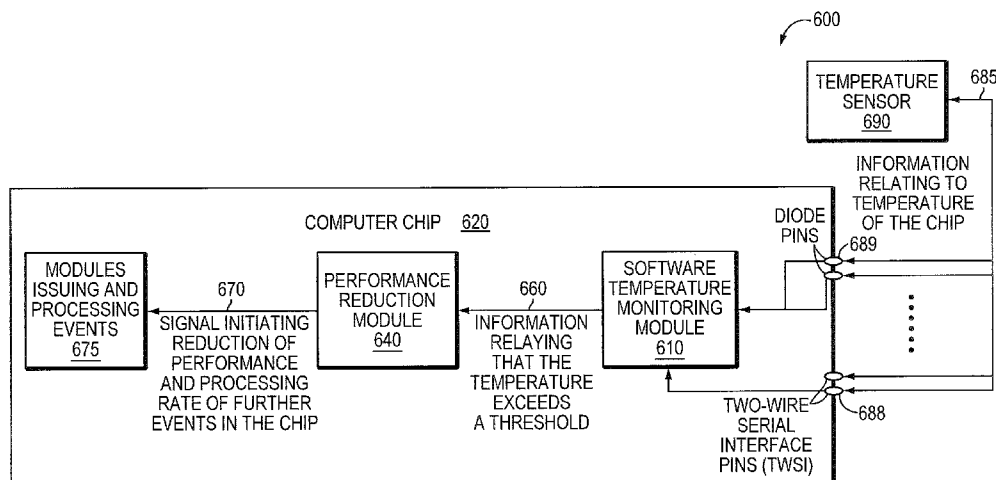 600
TEMPERATURE
SENSOR
690
685
INFORMATION
RELATING TO
TEMPERATURE
OF THE CHIP
COMPUTER CHIP 620
DIODE
PINS
689
MODULES
ISSUING AND
PROCESSING
EVENTS
675
670
SIGNAL INITIATING
REDUCTION OF
PERFORMANCE
AND PROCESSING
RATE OF FURTHER
EVENTS IN THE CHIP
PERFORMANCE
REDUCTION
MODULE
640
660
INFORMATION
RELAYING
THAT THE
TEMPERATURE
EXCEEDS
A THRESHOLD
SOFTWARE
TEMPERATURE
MONITORING
MODULE
610
TWO-WIRE
SERIAL
INTERFACE
PINS (TWSI)
688